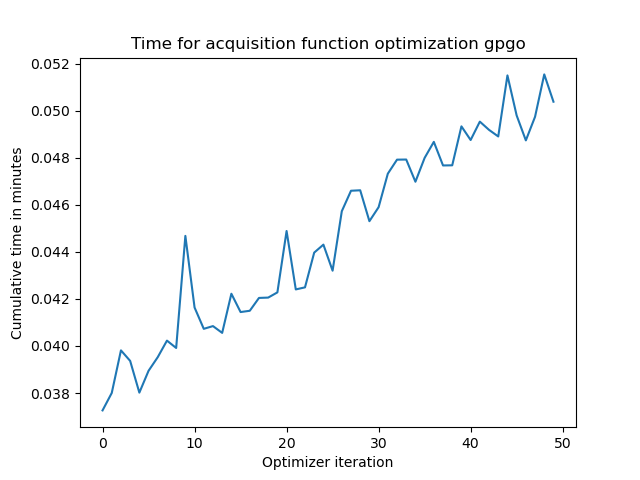 Time for acquisition function optimization gpgo
0.052
0.050
0.048
0.046
0.044
0.042
0.040
0.038
Cumulative time in minutes
0 10 20 30 40 50
Optimizer iteration